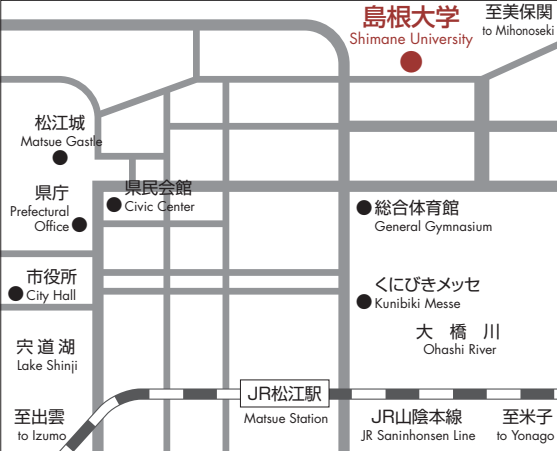 島根大学
Shimane University
至美保関
to Mihonoseki
松江城
Matsue Gastle
県庁
Prefectural
Office
県民会館
Civic Center
総合体育館
General Gymnasium
市役所
City Hall
くにびきメッセ
Kunibiki Messe
大橋川
Ohashi River
宍道湖
Lake Shinji
JR松江駅
Matsue Station
至出雲
to Izumo
JR山陰本線
JR Saninhonsen Line
至米子
to Yonago